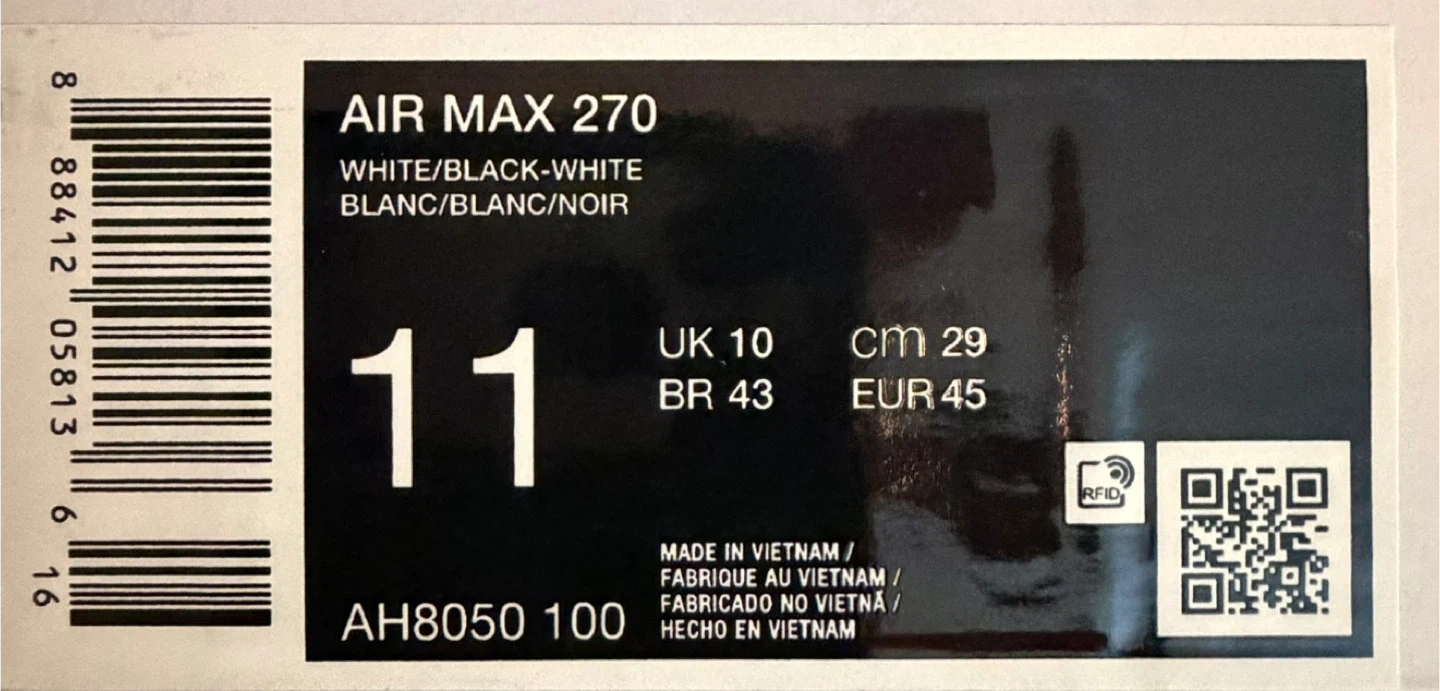 AIR MAX 270
WHITE/BLACK-WHITE
BLANC/BLANC/NOIR
11
UK 10 cm 29
BR 43 EUR 45
RFID
MADE IN VIETNAM /
FABRIQUE AU VIETNAM /
FABRICADO NO VIETNÃ /
HECHO EN VIETNAM
AH8050 100
8 88412 05813 6 16